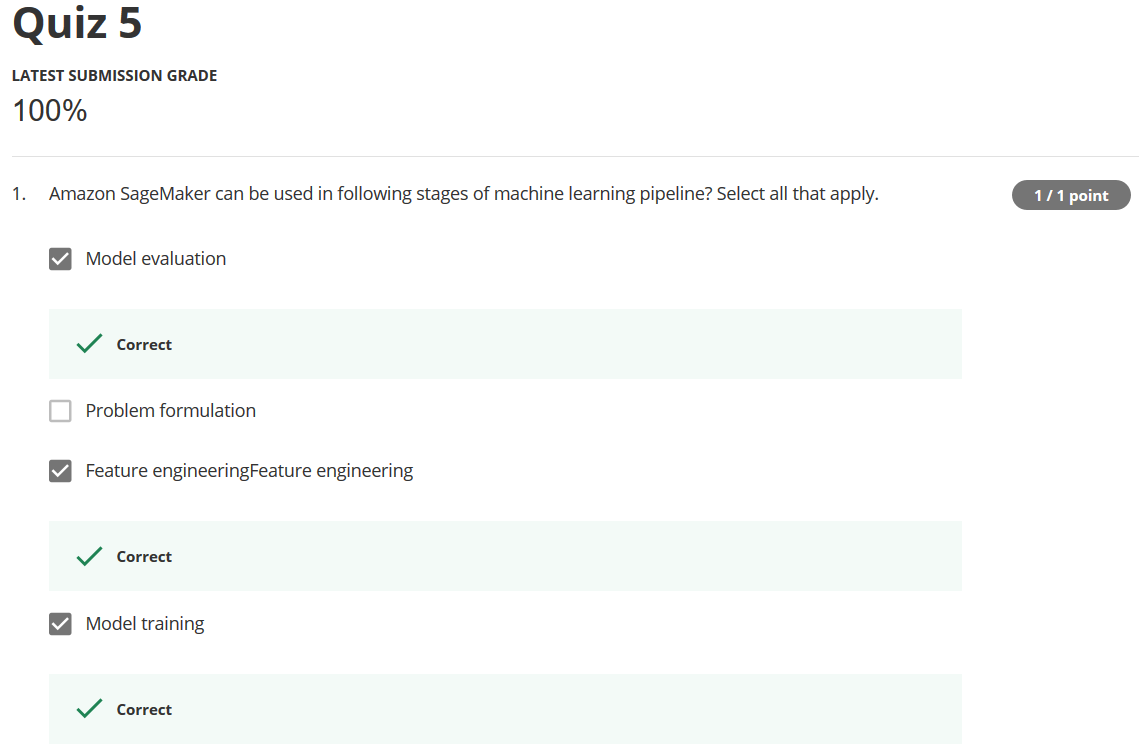 Quiz 5
LATEST SUBMISSION GRADE
100%
1. Amazon SageMaker can be used in following stages of machine learning pipeline? Select all that apply.
1 / 1 point
Model evaluation
Correct
Problem formulation
Feature engineeringFeature engineering
Correct
Model training
Correct